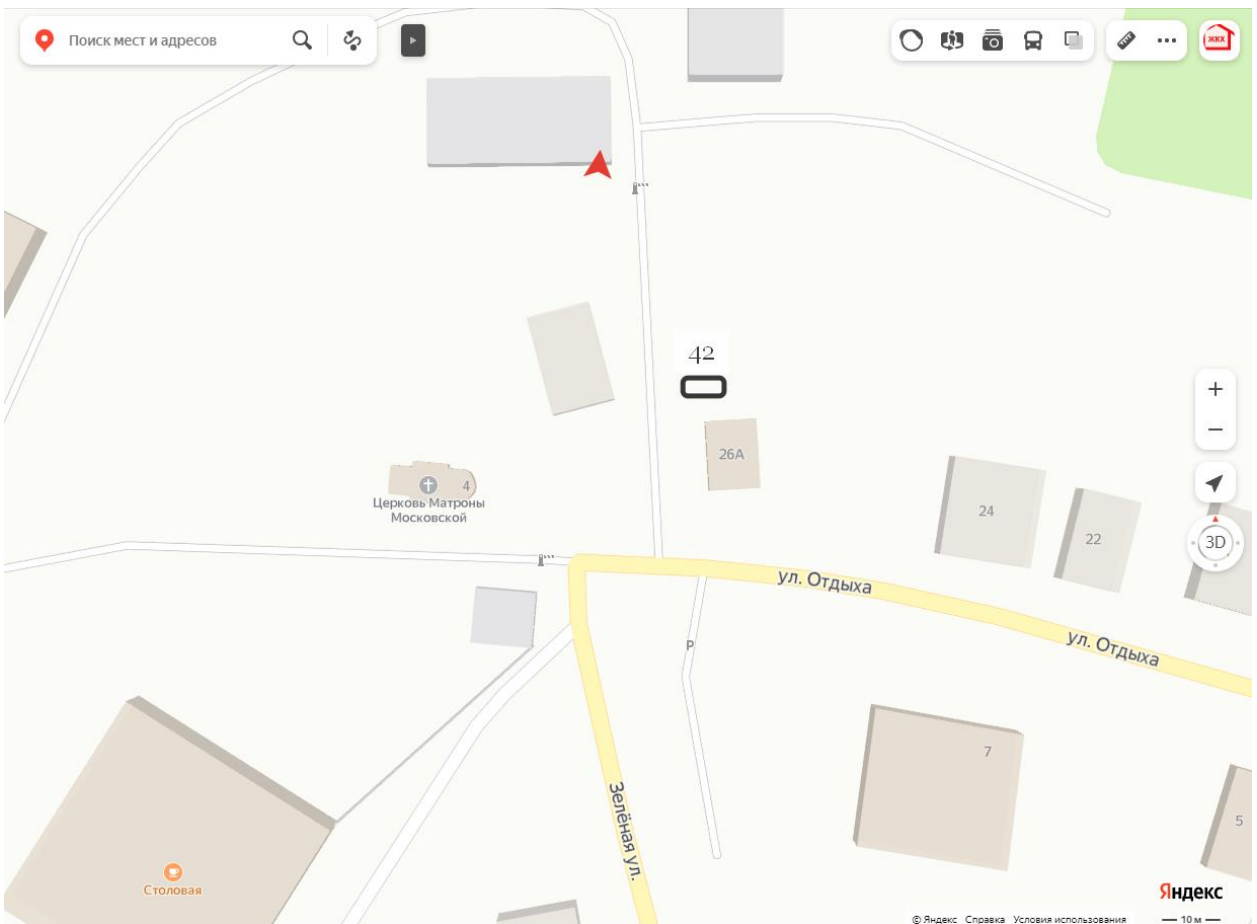 Поиск мест и адресов
ЖКХ
42
26А
4
Церковь Матроны
Московской
24
22
3D
ул. Отдыха
ул. Отдыха
P
7
Зелёная ул.
5
Столовая
Яндекс
© Яндекс Справка Условия использования
10 м